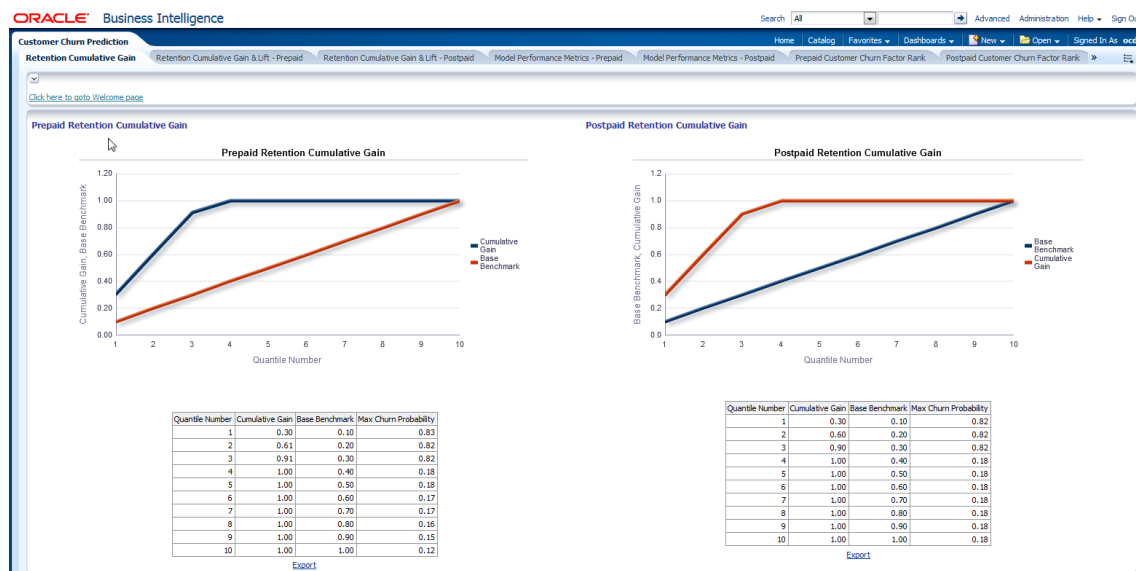 ORACLE Business Intelligence
Search All Advanced Administration Help Sign Ou
Customer Churn Prediction
Home Catalog Favorites Dashboards New Open Signed In As
Retention Cumulative Gain Retention Cumulative Gain & Lift - Prepaid Retention Cumulative Gain & Lift - Postpaid Model Performance Metrics - Prepaid Model Performance Metrics - Postpaid Prepaid Customer Churn Factor Rank Postpaid Customer Churn Factor Rank »
Click here to goto Welcome page
Prepaid Retention Cumulative Gain
Prepaid Retention Cumulative Gain
Cumulative Gain, Base Benchmark
1.20
1.00
0.80
0.60
0.40
0.20
0.00
1 2 3 4 5 6 7 8 9 10
Quantile Number
Cumulative
Gain
Base
Benchmark
Quantile Number Cumulative Gain Base Benchmark Max Churn Probability
1 0.30 0.10 0.83
2 0.61 0.20 0.82
3 0.91 0.30 0.82
4 1.00 0.40 0.18
5 1.00 0.50 0.18
6 1.00 0.60 0.17
7 1.00 0.70 0.17
8 1.00 0.80 0.16
9 1.00 0.90 0.15
10 1.00 1.00 0.12
Export
Postpaid Retention Cumulative Gain
Postpaid Retention Cumulative Gain
Base Benchmark, Cumulative Gain
1.2
1.0
0.8
0.6
0.4
0.2
0.0
1 2 3 4 5 6 7 8 9 10
Quantile Number
Base
Benchmark
Cumulative
Gain
Quantile Number Cumulative Gain Base Benchmark Max Churn Probability
1 0.30 0.10 0.82
2 0.60 0.20 0.82
3 0.90 0.30 0.82
4 1.00 0.40 0.18
5 1.00 0.50 0.18
6 1.00 0.60 0.18
7 1.00 0.70 0.18
8 1.00 0.80 0.18
9 1.00 0.90 0.18
10 1.00 1.00 0.18
Export